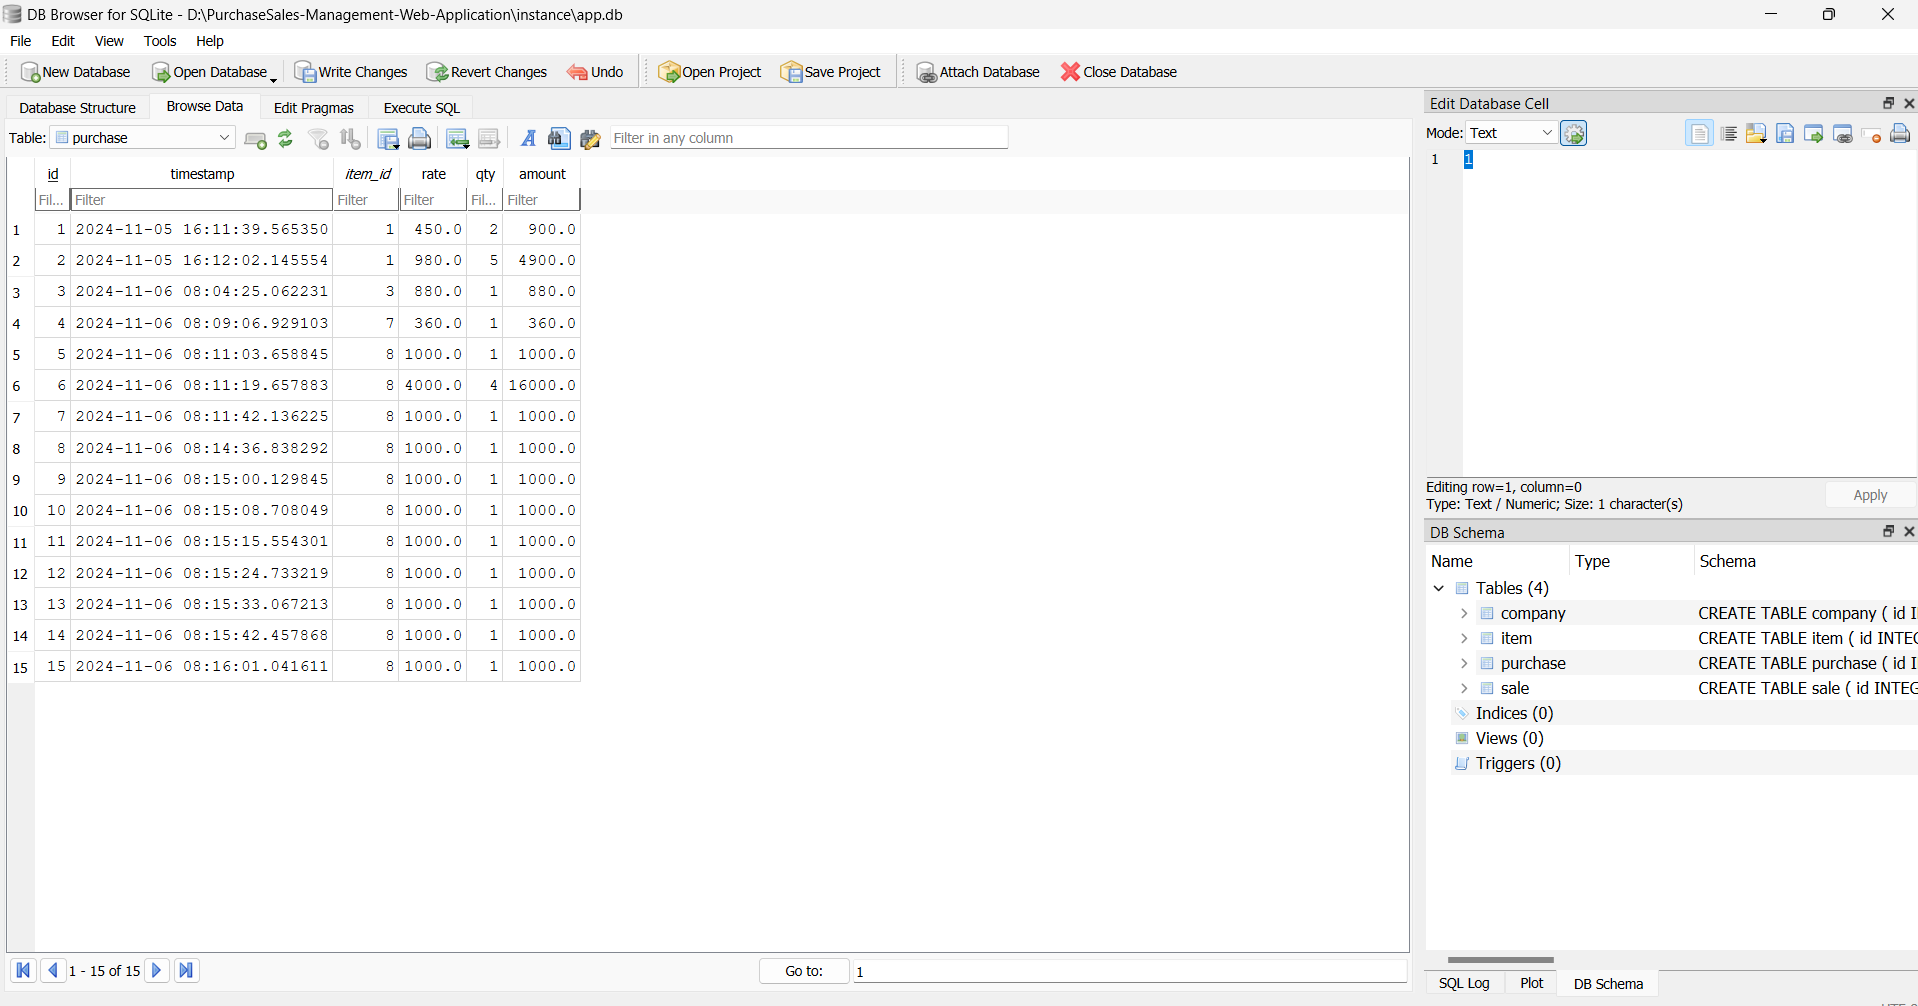 DB Browser for SQLite - D:\PurchaseSales-Management-Web-Application\instance\app.db
File Edit View Tools Help
New Database Open Database Write Changes Revert Changes Undo Open Project Save Project Attach Database Close Database
Database Structure Browse Data Edit Pragmas Execute SQL
Table: purchase Filter in any column
id timestamp item_id rate qty amount
Fil... Filter Filter Filter Fil... Filter
1 1 2024-11-05 16:11:39.565350 1 450.0 2 900.0
2 2 2024-11-05 16:12:02.145554 1 980.0 5 4900.0
3 3 2024-11-06 08:04:25.062231 3 880.0 1 880.0
4 4 2024-11-06 08:09:06.929103 7 360.0 1 360.0
5 5 2024-11-06 08:11:03.658845 8 1000.0 1 1000.0
6 6 2024-11-06 08:11:19.657883 8 4000.0 4 16000.0
7 7 2024-11-06 08:11:42.136225 8 1000.0 1 1000.0
8 8 2024-11-06 08:14:36.838292 8 1000.0 1 1000.0
9 9 2024-11-06 08:15:00.129845 8 1000.0 1 1000.0
10 10 2024-11-06 08:15:08.708049 8 1000.0 1 1000.0
11 11 2024-11-06 08:15:15.554301 8 1000.0 1 1000.0
12 12 2024-11-06 08:15:24.733219 8 1000.0 1 1000.0
13 13 2024-11-06 08:15:33.067213 8 1000.0 1 1000.0
14 14 2024-11-06 08:15:42.457868 8 1000.0 1 1000.0
15 15 2024-11-06 08:16:01.041611 8 1000.0 1 1000.0
1 - 15 of 15 Go to: 1
Edit Database Cell
Mode: Text
1 1
Editing row=1, column=0
Type: Text / Numeric; Size: 1 character(s)
Apply
DB Schema
Name Type Schema
Tables (4)
company CREATE TABLE company ( id I
item CREATE TABLE item ( id INTEG
purchase CREATE TABLE purchase ( id I
sale CREATE TABLE sale ( id INTEG
Indices (0)
Views (0)
Triggers (0)
SQL Log Plot DB Schema